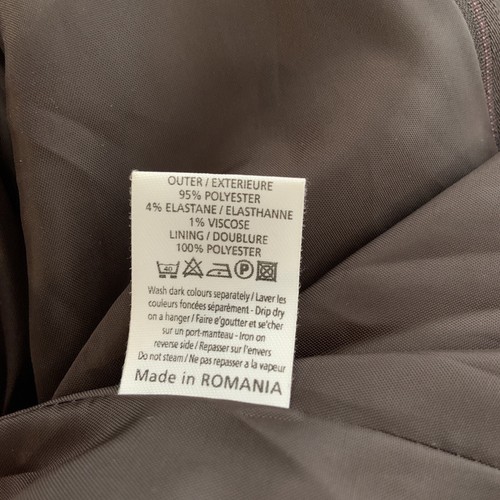 OUTER / EXTERIEURE
95% POLYESTER
4% ELASTANE / ELASTHANNE
1% VISCOSE
LINING / DOUBLURE
100% POLYESTER
40 P
Wash dark colours separately / Laver les
couleurs foncées séparément - Drip dry
on a hanger / Faire e'goutter et se'cher
sur un port-manteau - Iron on
reverse side / Repasser sur l'envers
Do not steam / Ne pas repasser a la vapeur
Made in ROMANIA